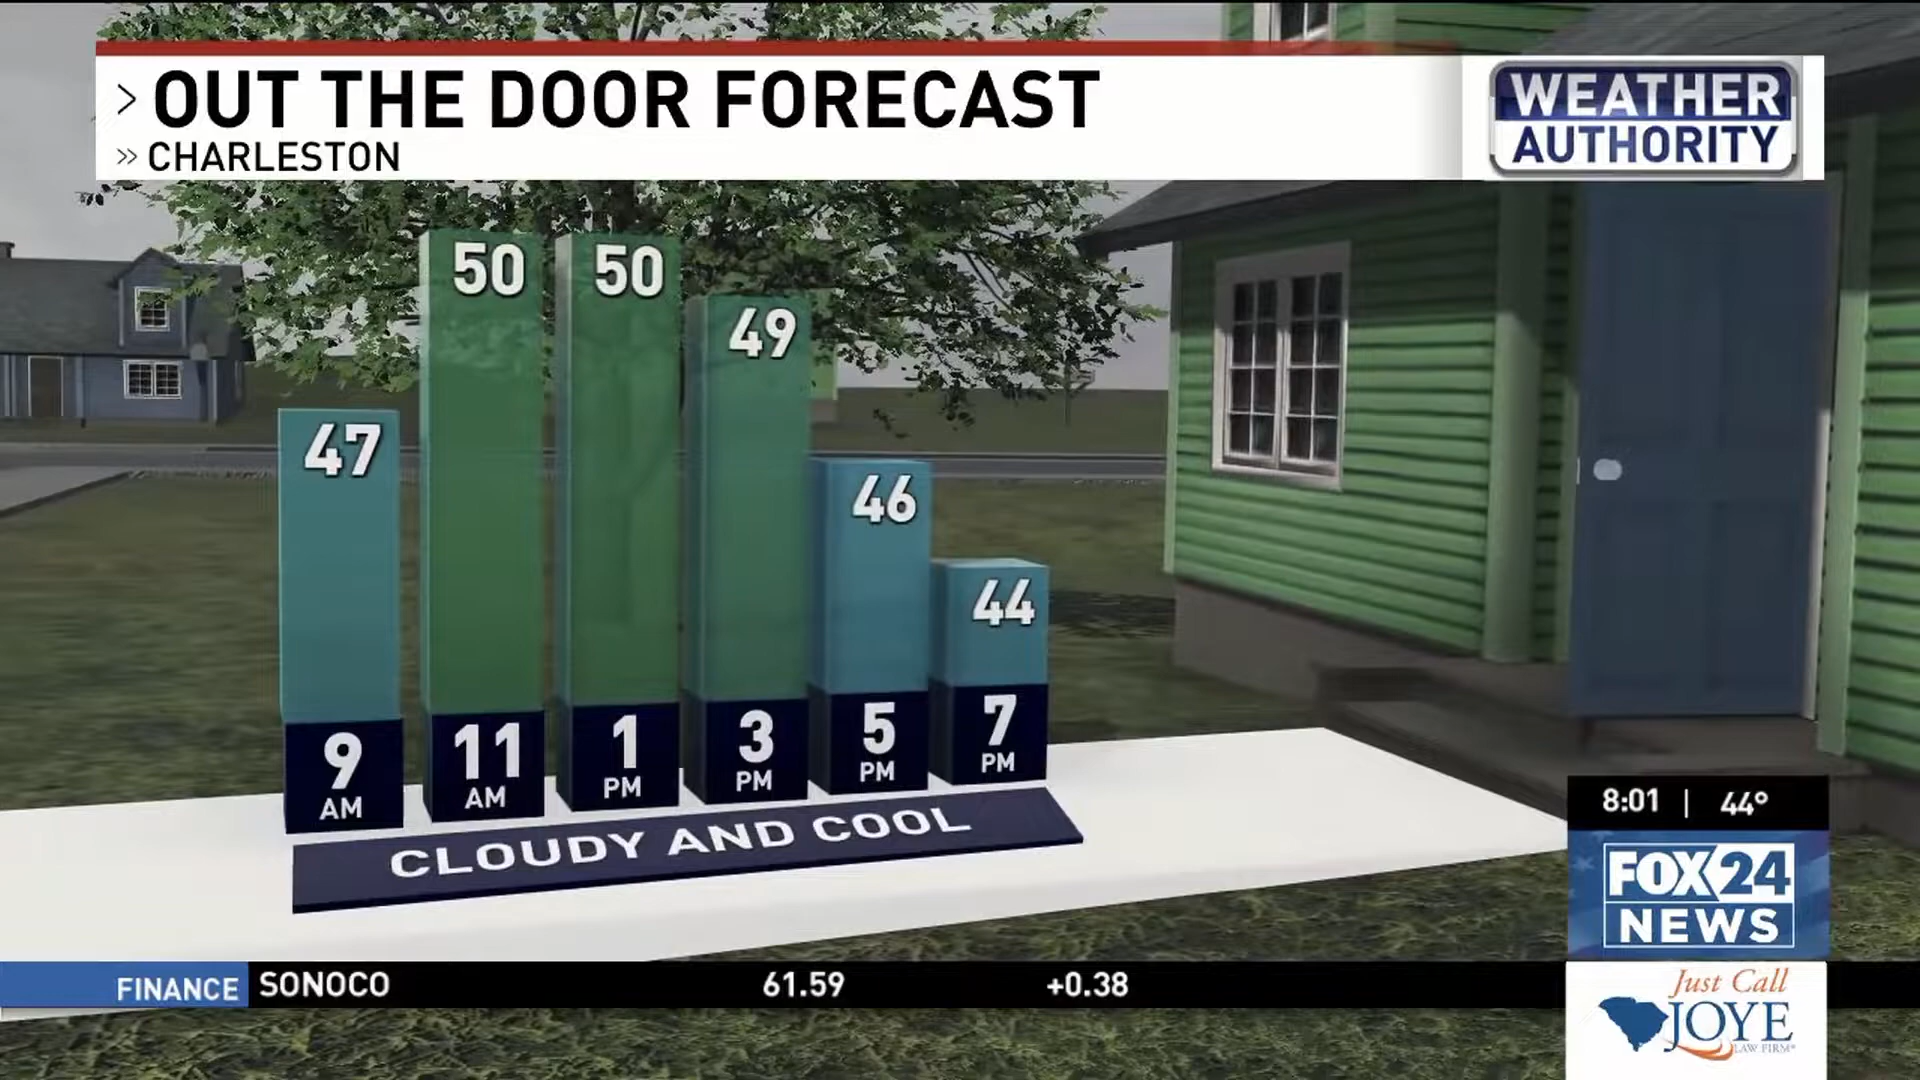 > OUT THE DOOR FORECAST
» CHARLESTON
WEATHER
AUTHORITY
47
50
50
49
46
44
9
AM
11
AM
1
PM
3
PM
5
PM
7
PM
CLOUDY AND COOL
8:01 | 44°
FOX24
NEWS
FINANCE SONOCO 61.59 +0.38
Just Call
JOYE
LAW FIRM®